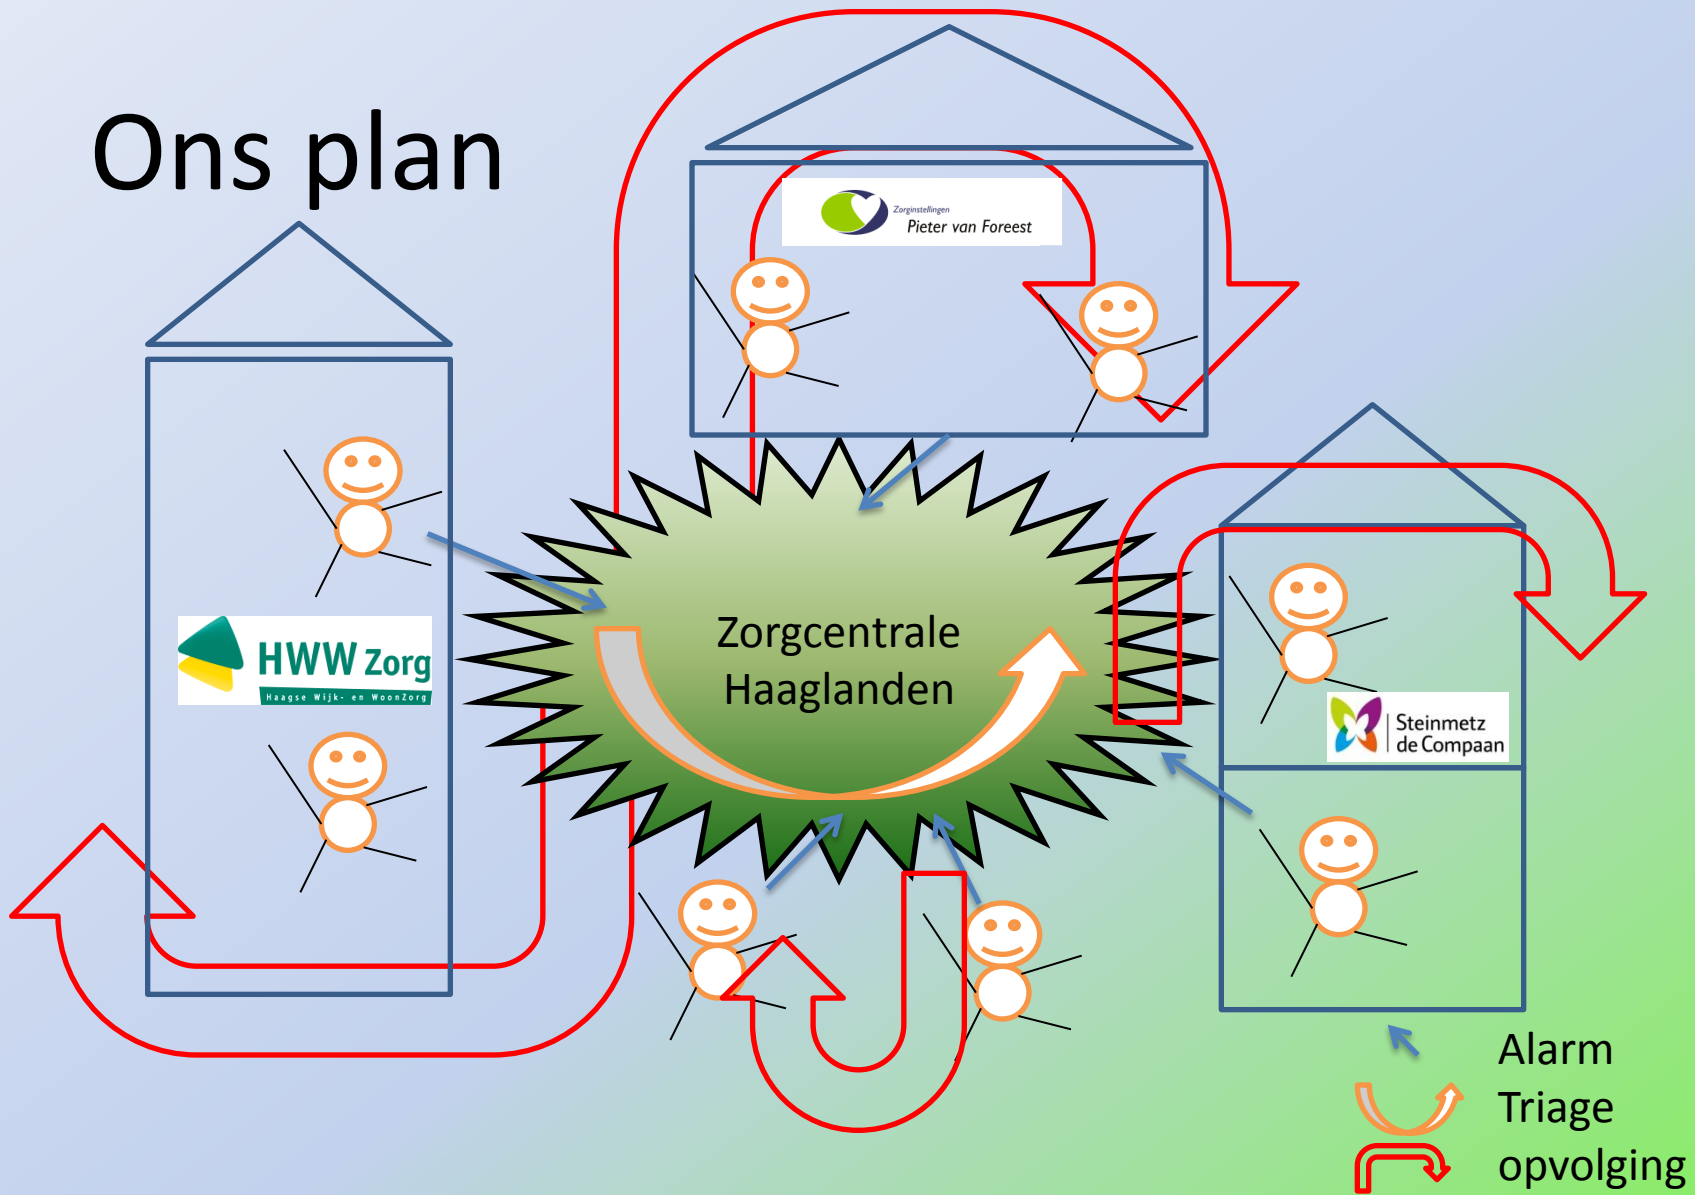 Ons plan
Zorginstellingen
Pieter van Foreest
HWW Zorg
Haagse Wijk- en WoonZorg
Zorgcentrale
Haaglanden
Steinmetz
de Compaan
Alarm
Triage
opvolging